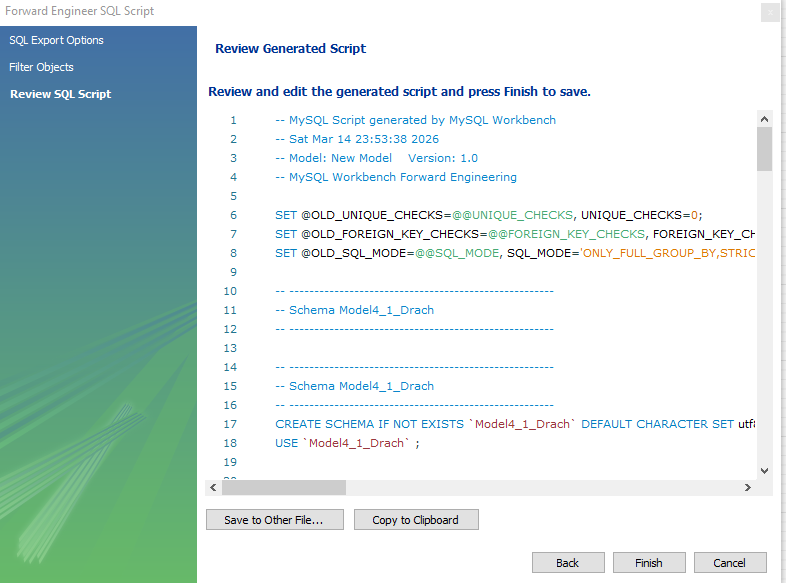 Forward Engineer SQL Script
SQL Export Options
Filter Objects
Review SQL Script
Review Generated Script
Review and edit the generated script and press Finish to save.
1 -- MySQL Script generated by MySQL Workbench
2 -- Sat Mar 14 23:53:38 2026
3 -- Model: New Model    Version: 1.0
4 -- MySQL Workbench Forward Engineering
5
6 SET @OLD_UNIQUE_CHECKS=@@UNIQUE_CHECKS, UNIQUE_CHECKS=0;
7 SET @OLD_FOREIGN_KEY_CHECKS=@@FOREIGN_KEY_CHECKS, FOREIGN_KEY_CH
8 SET @OLD_SQL_MODE=@@SQL_MODE, SQL_MODE='ONLY_FULL_GROUP_BY,STRIC
9
10 -- -----------------------------------------------------
11 -- Schema Model4_1_Drach
12 -- -----------------------------------------------------
13
14 -- -----------------------------------------------------
15 -- Schema Model4_1_Drach
16 -- -----------------------------------------------------
17 CREATE SCHEMA IF NOT EXISTS `Model4_1_Drach` DEFAULT CHARACTER SET utf8
18 USE `Model4_1_Drach` ;
19
Save to Other File...
Copy to Clipboard
Back
Finish
Cancel